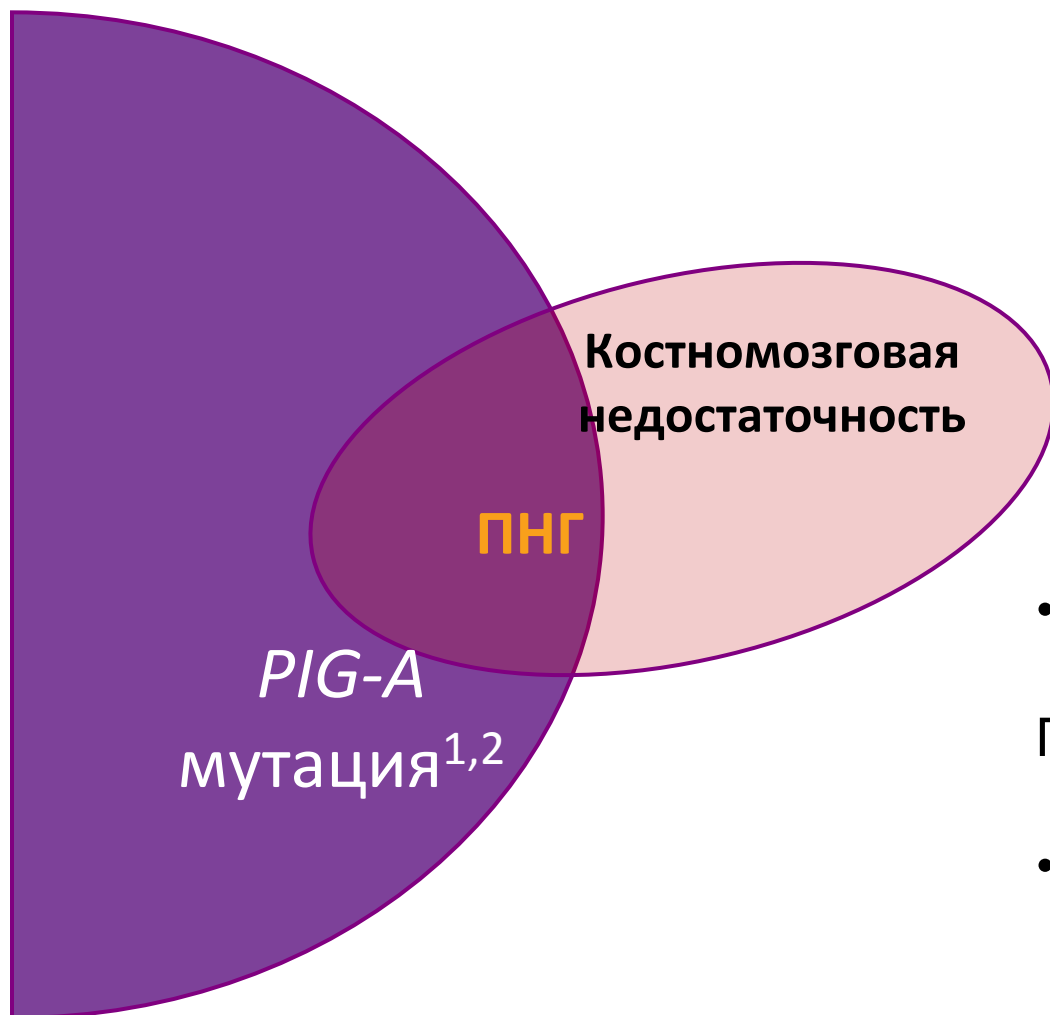 Костномозговая
недостаточность
ПНГ
•
PIG-A
мутация¹,²
•